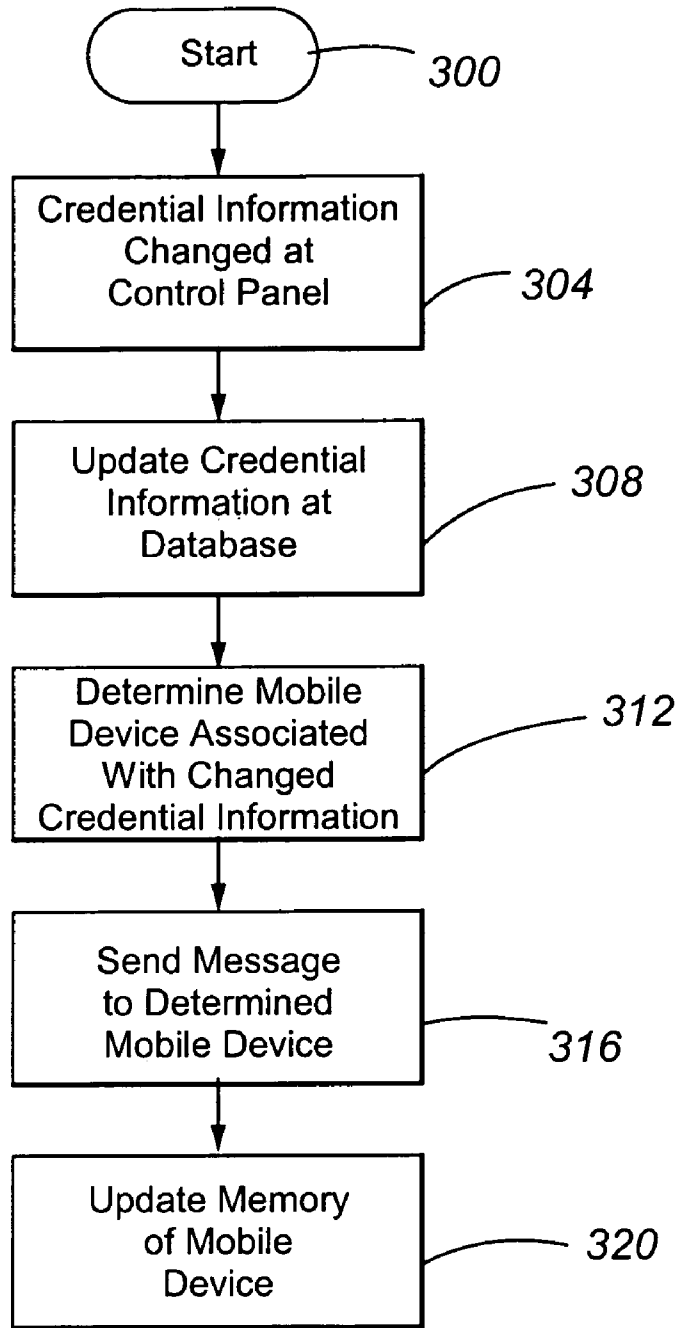 Start
300
Credential Information
Changed at
Control Panel
304
Update Credential
Information at
Database
308
Determine Mobile
Device Associated
With Changed
Credential Information
312
Send Message
to Determined
Mobile Device
316
Update Memory
of Mobile
Device
320